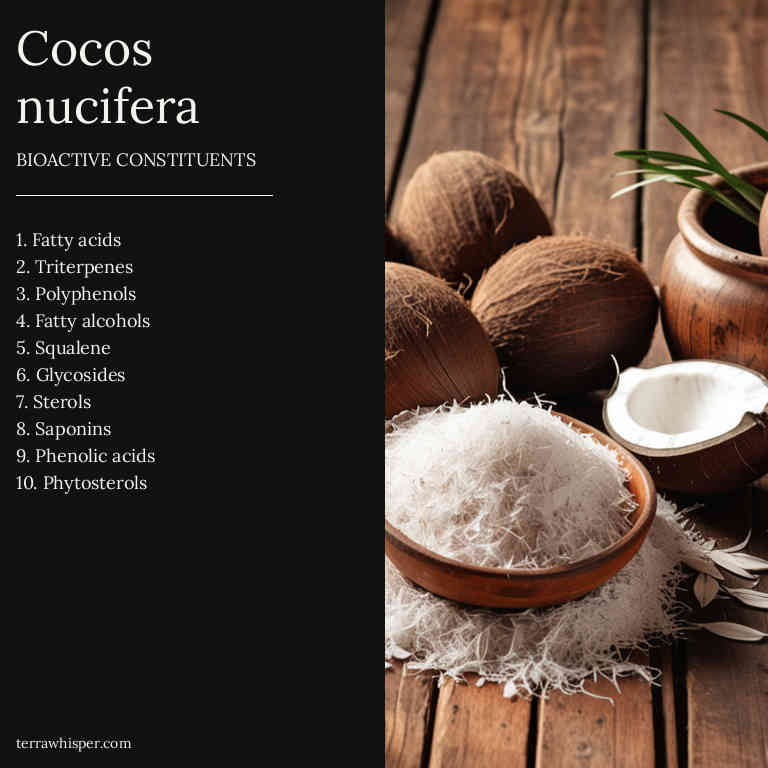 Cocos
nucifera
BIOACTIVE CONSTITUENTS
1. Fatty acids
2. Triterpenes
3. Polyphenols
4. Fatty alcohols
5. Squalene
6. Glycosides
7. Sterols
8. Saponins
9. Phenolic acids
10. Phytosterols
terrawhisper.com